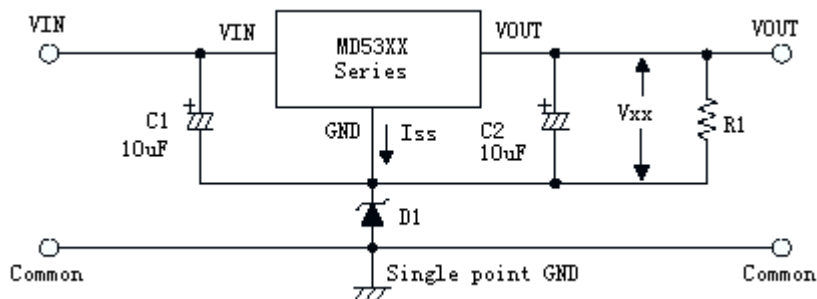 VIN
VIN
MD53XX
Series
VOUT
VOUT
C1
10uF
GND
Iss
C2
10uF
Vxx
R1
D1
Common
Single point GND
Common